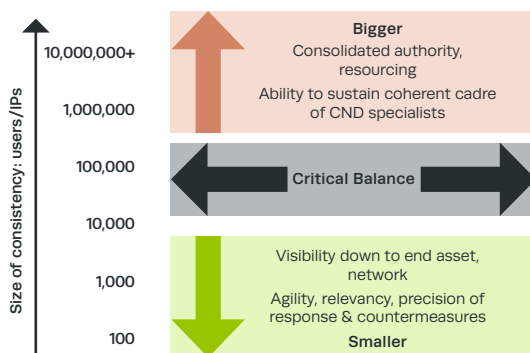 Size of consistency: users/IPs
10,000,000+
1,000,000
100,000
10,000
1,000
100
Bigger
Consolidated authority,
resourcing
Ability to sustain coherent cadre
of CND specialists
Critical Balance
Visibility down to end asset,
network
Agility, relevancy, precision of
response & countermeasures
Smaller